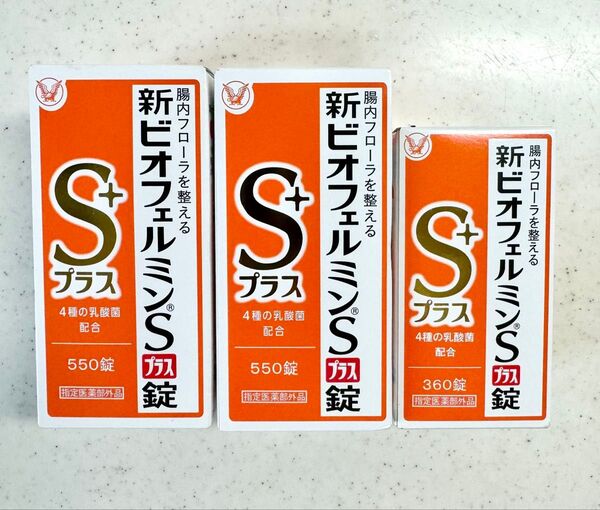 腸内フローラを整える
新ビオフェルミン®Sプラス錠
S+
プラス
4種の乳酸菌
配合
550錠
指定医薬部外品
腸内フローラを整える
新ビオフェルミン®Sプラス錠
S+
プラス
4種の乳酸菌
配合
550錠
指定医薬部外品
腸内フローラを整える
新ビオフェルミン®Sプラス錠
S+
プラス
4種の乳酸菌
配合
360錠
指定医薬部外品